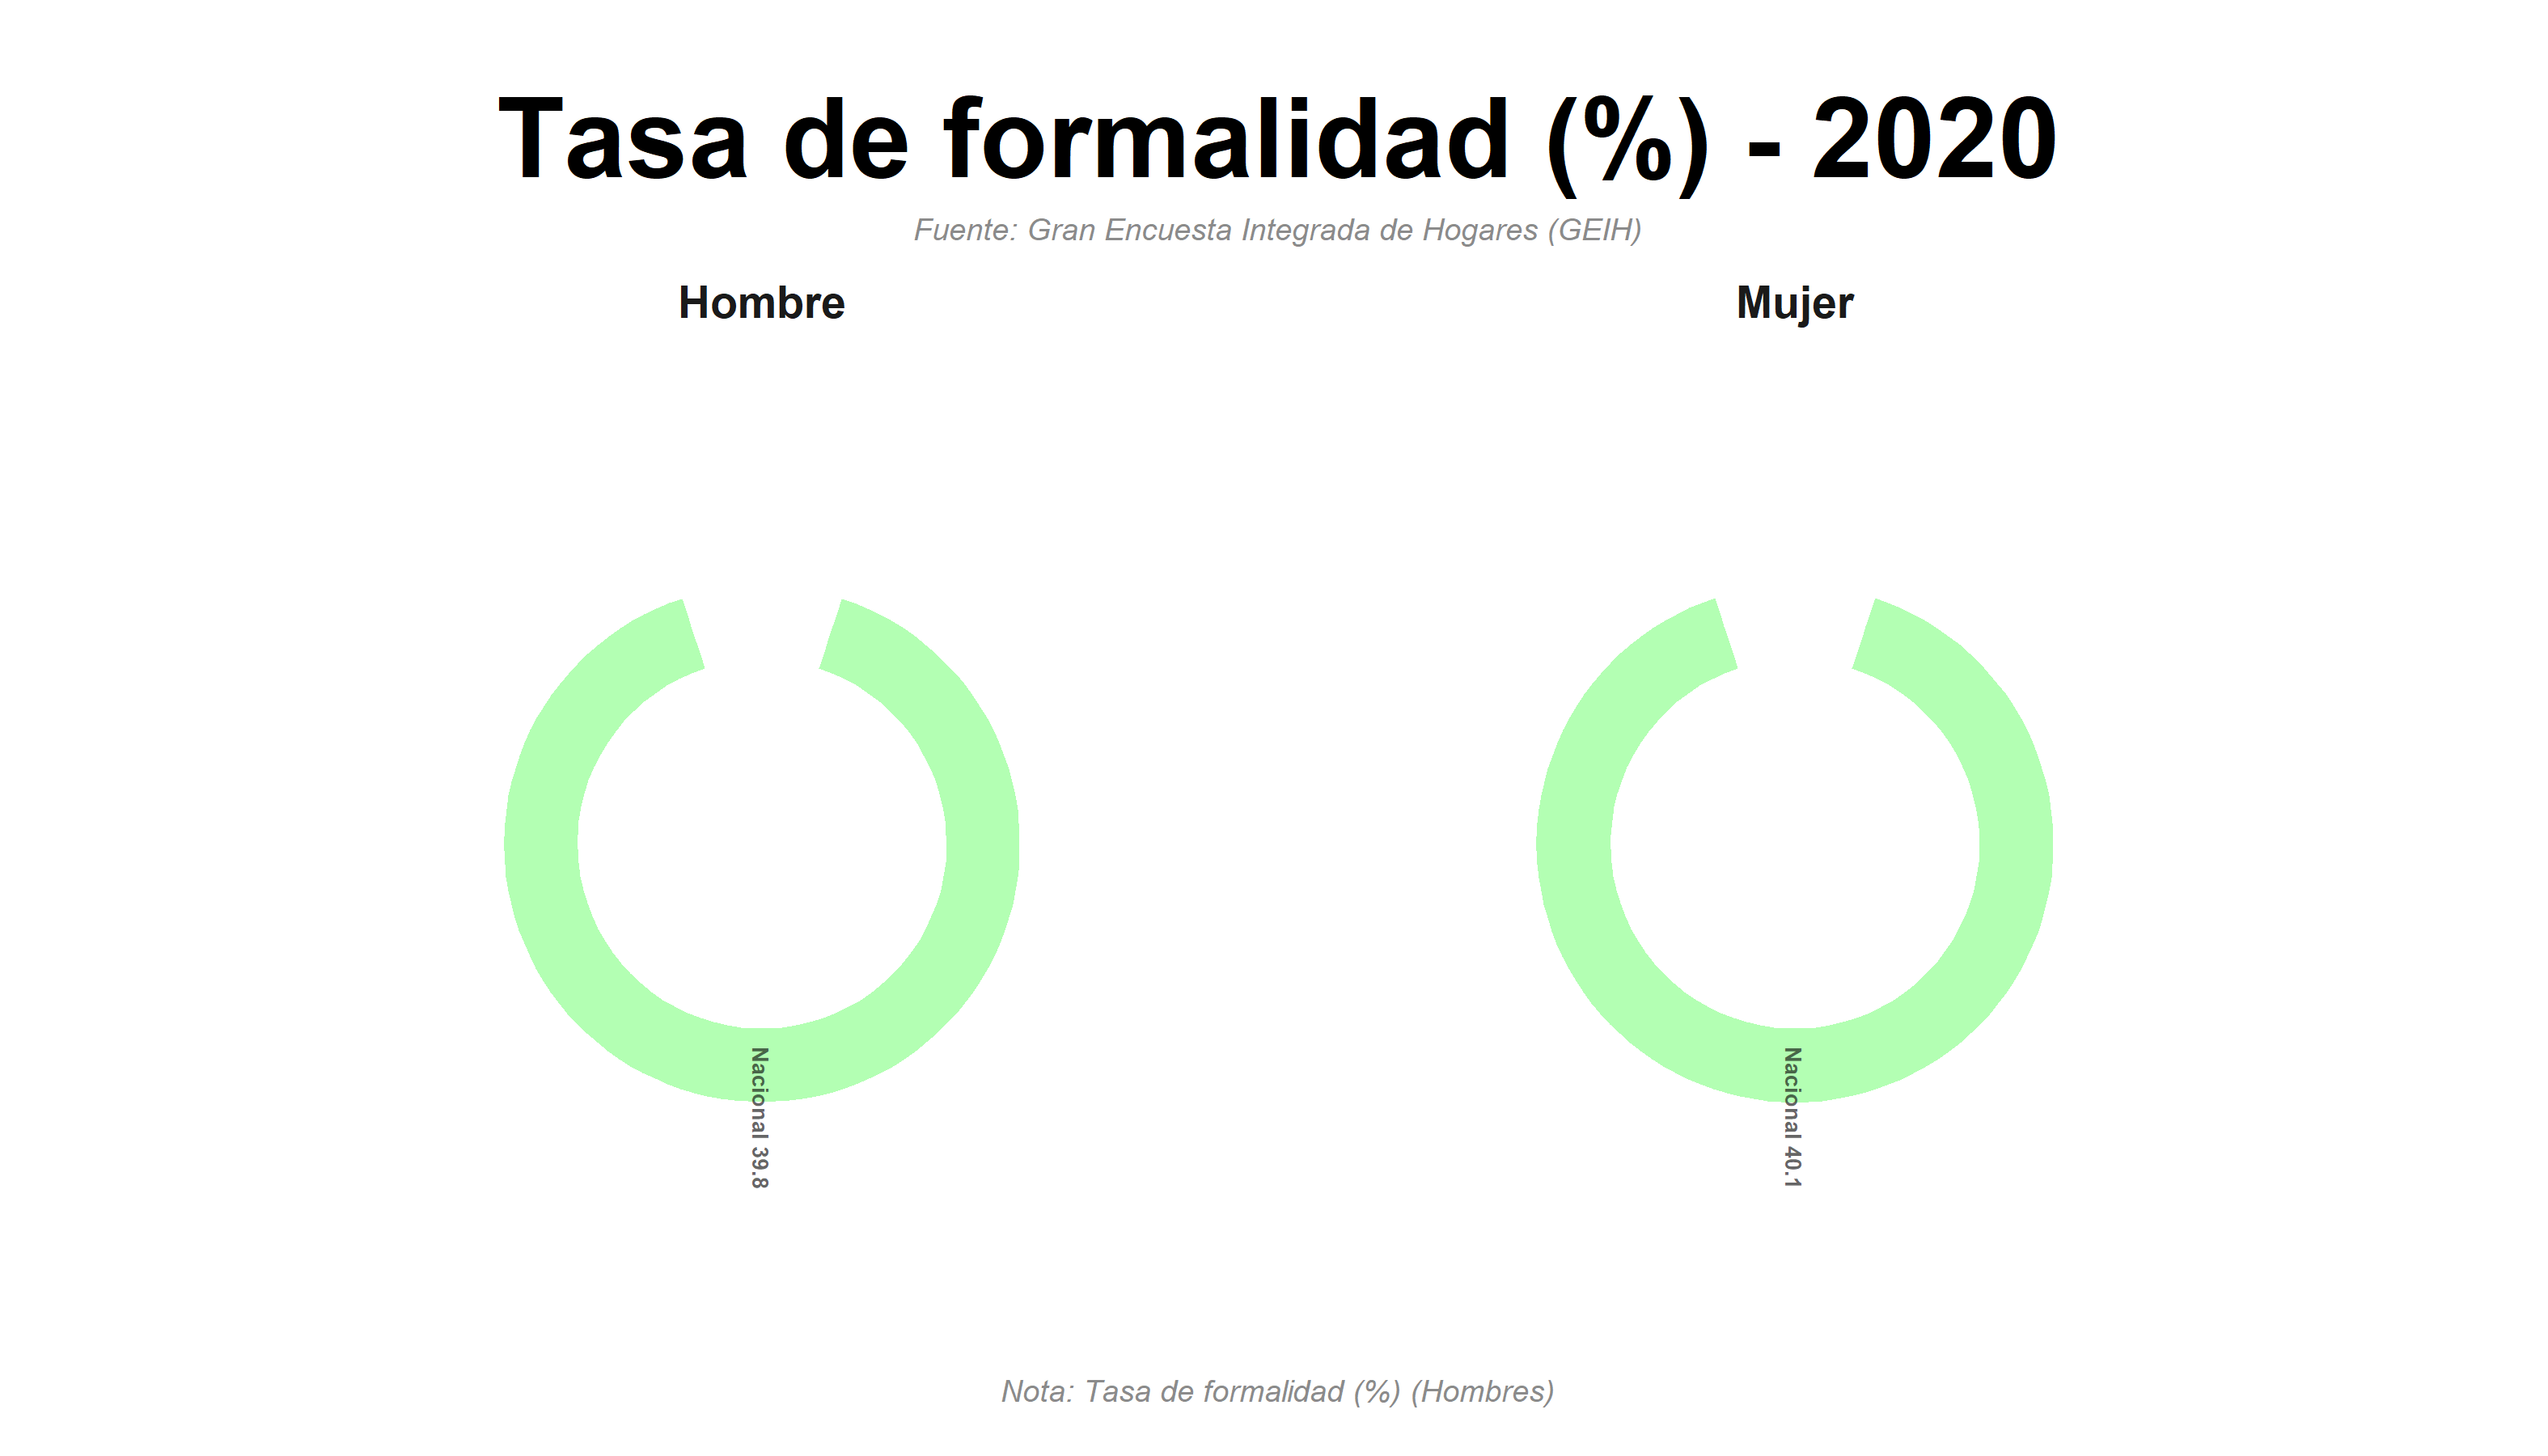 Tasa de formalidad (%) - 2020
Fuente: Gran Encuesta Integrada de Hogares (GEIH)
Hombre
Mujer
Nacional 39.8
Nacional 40.1
Nota: Tasa de formalidad (%) (Hombres)